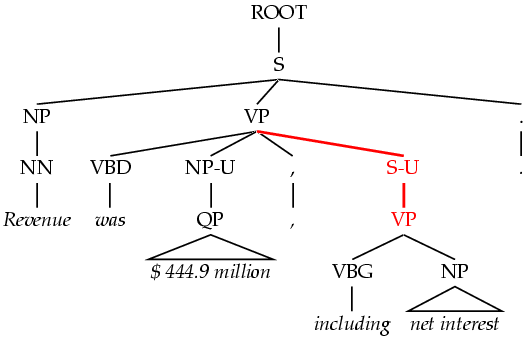 ROOT
S
NP VP .
NN VBD NP-U , S-U .
Revenue was QP , VP
$ 444.9 million VBG NP
including net interest